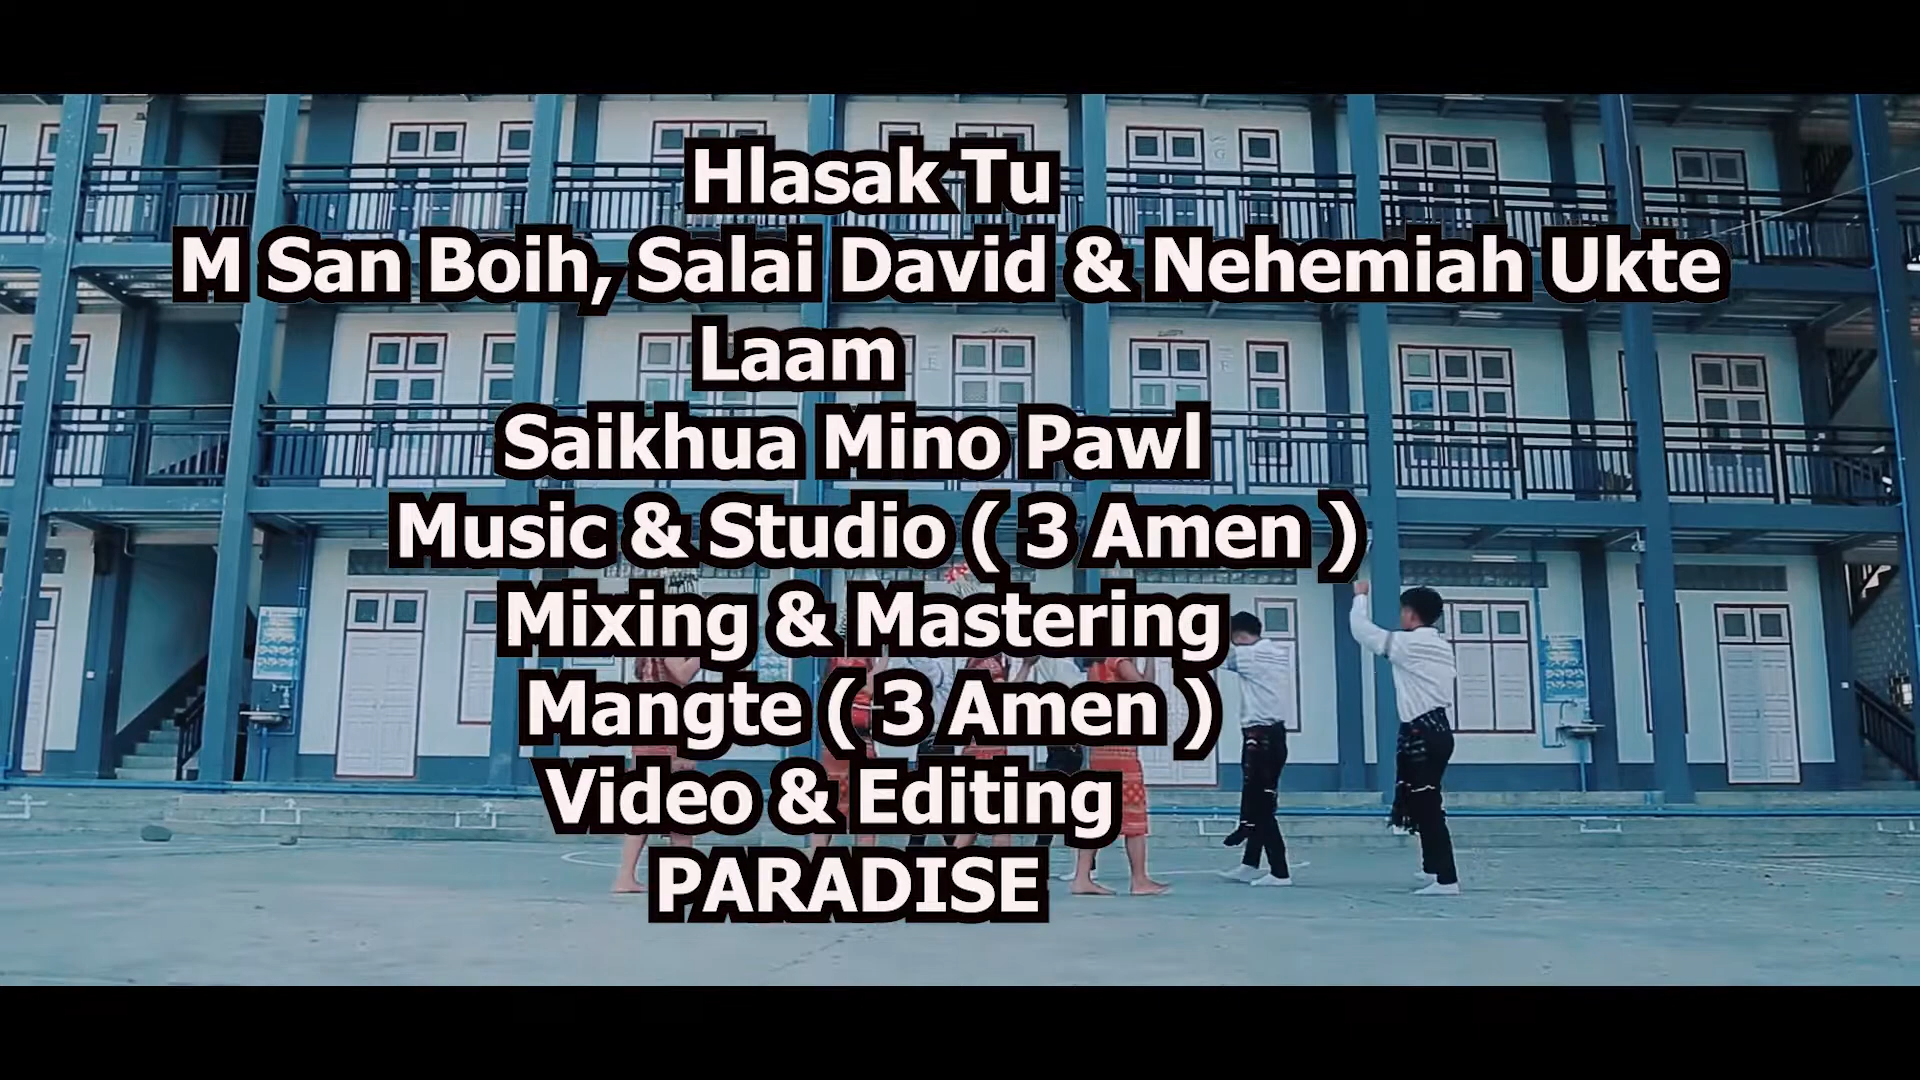 Hlasak Tu
M San Boih, Salai David & Nehemiah Ukte
Laam
Saikhua Mino Pawl
Music & Studio ( 3 Amen )
Mixing & Mastering
Mangte ( 3 Amen )
Video & Editing
PARADISE